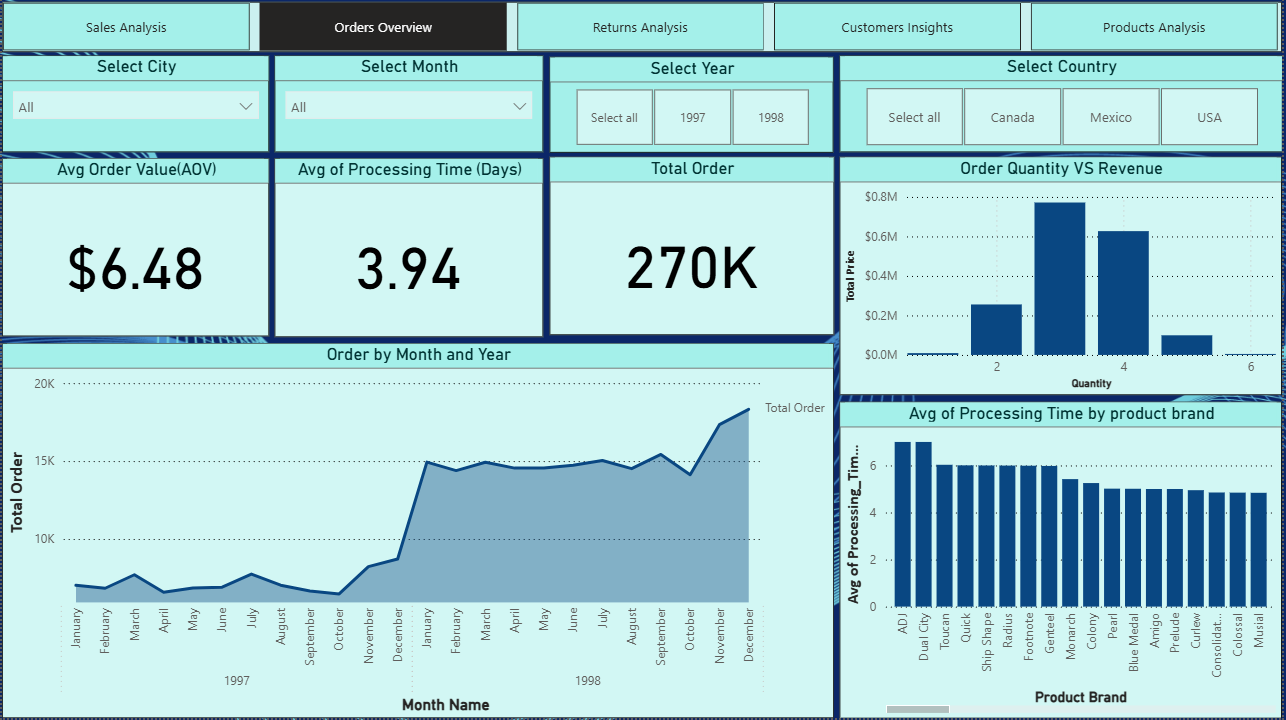 Sales Analysis
Orders Overview
Returns Analysis
Customers Insights
Products Analysis
Select City
All
Select Month
All
Select Year
Select all
1997
1998
Select Country
Select all
Canada
Mexico
USA
Avg Order Value(AOV)
$6.48
Avg of Processing Time (Days)
3.94
Total Order
270K
Order Quantity VS Revenue
$0.8M
$0.6M
$0.4M
$0.2M
$0.0M
Total Price
2
4
6
Quantity
Order by Month and Year
20K
15K
10K
Total Order
Total Order
January
February
March
April
May
June
July
August
September
October
November
December
January
February
March
April
May
June
July
August
September
October
November
December
1997
1998
Month Name
Avg of Processing Time by product brand
Avg of Processing_Tim...
6
4
2
0
ADJ
Dual City
Toucan
Quick
Ship Shape
Radius
Footnote
Genteel
Monarch
Colony
Pearl
Blue Medal
Amigo
Prelude
Curlew
Consolidat...
Colossal
Musial
Product Brand